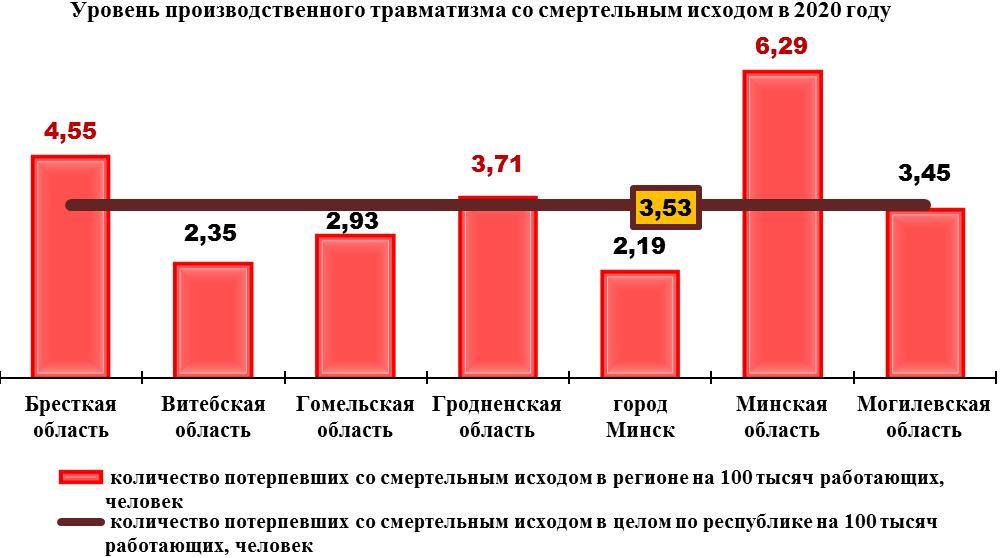 Уровень производственного травматизма со смертельным исходом в 2020 году
6,29
4,55
3,71
3,45
3,53
2,93
2,35
2,19
Бресткая область
Витебская область
Гомельская область
Гродненская область
город Минск
Минская область
Могилевская область
количество потерпевших со смертельным исходом в регионе на 100 тысяч работающих,
человек
количество потерпевших со смертельным исходом в целом по республике на 100 тысяч
работающих, человек